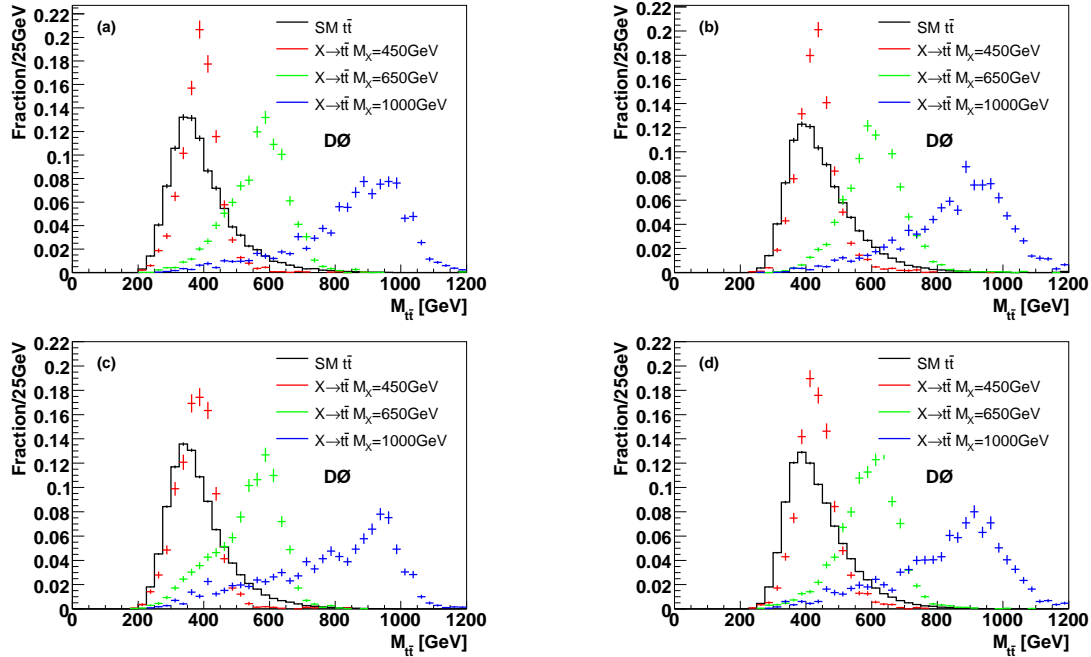 Fraction/25GeV
0.22
0.2
0.18
0.16
0.14
0.12
0.1
0.08
0.06
0.04
0.02
0
(a)
SM tt̄
X→tt̄ M_X=450GeV
X→tt̄ M_X=650GeV
X→tt̄ M_X=1000GeV
DØ
0 200 400 600 800 1000 1200
M_tt̄ [GeV]
Fraction/25GeV
0.22
0.2
0.18
0.16
0.14
0.12
0.1
0.08
0.06
0.04
0.02
0
(b)
SM tt̄
X→tt̄ M_X=450GeV
X→tt̄ M_X=650GeV
X→tt̄ M_X=1000GeV
DØ
0 200 400 600 800 1000 1200
M_tt̄ [GeV]
Fraction/25GeV
0.22
0.2
0.18
0.16
0.14
0.12
0.1
0.08
0.06
0.04
0.02
0
(c)
SM tt̄
X→tt̄ M_X=450GeV
X→tt̄ M_X=650GeV
X→tt̄ M_X=1000GeV
DØ
0 200 400 600 800 1000 1200
M_tt̄ [GeV]
Fraction/25GeV
0.22
0.2
0.18
0.16
0.14
0.12
0.1
0.08
0.06
0.04
0.02
0
(d)
SM tt̄
X→tt̄ M_X=450GeV
X→tt̄ M_X=650GeV
X→tt̄ M_X=1000GeV
DØ
0 200 400 600 800 1000 1200
M_tt̄ [GeV]